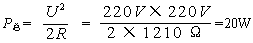 P总 = U²/2R = 220V×220V/2×1210 Ω =20W